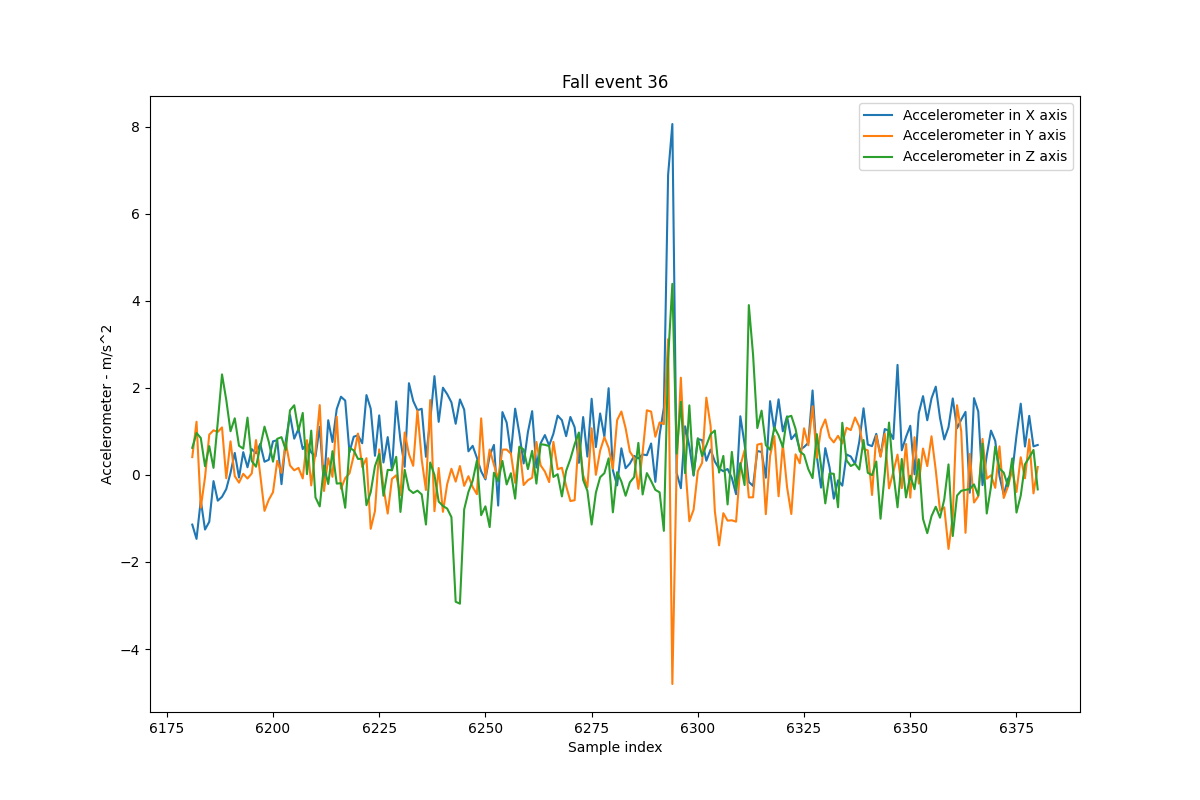 Fall event 36
Accelerometer in X axis
Accelerometer in Y axis
Accelerometer in Z axis
Accelerometer - m/s^2
8
6
4
2
0
−2
−4
6175 6200 6225 6250 6275 6300 6325 6350 6375
Sample index